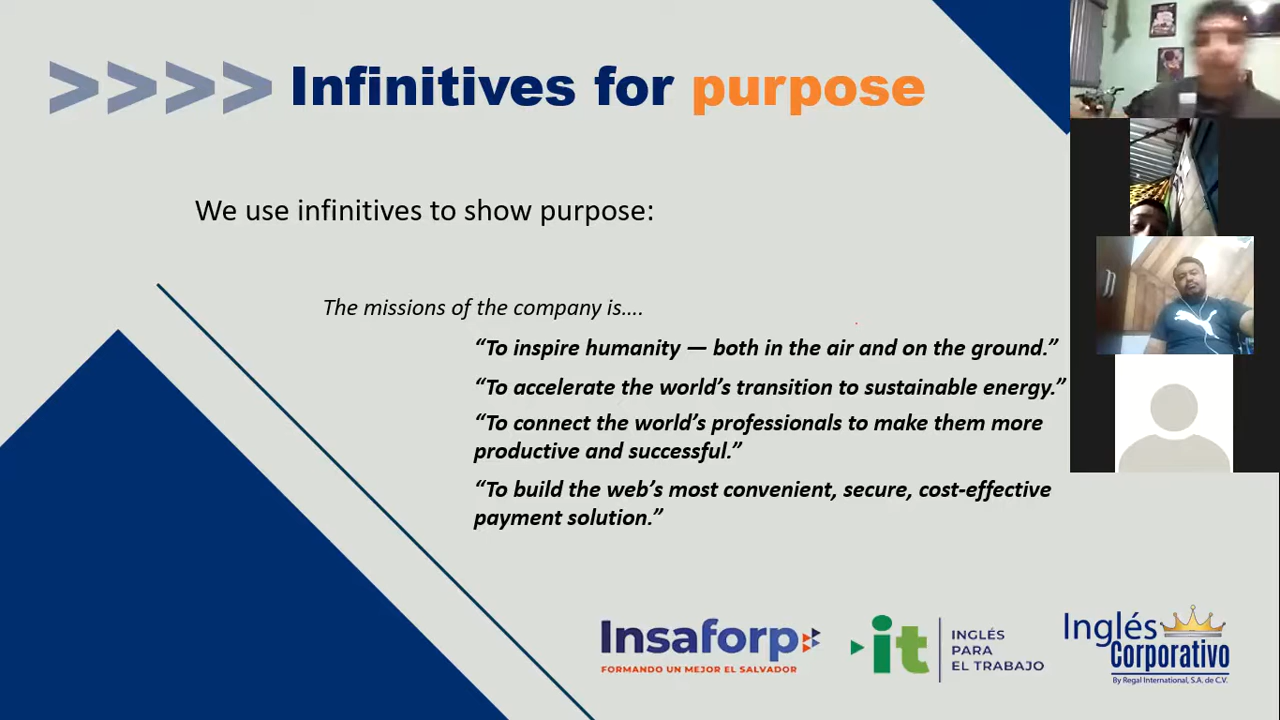 >>>> Infinitives for purpose
We use infinitives to show purpose:
The missions of the company is....
“To inspire humanity — both in the air and on the ground.”
“To accelerate the world’s transition to sustainable energy.”
“To connect the world’s professionals to make them more
productive and successful.”
“To build the web’s most convenient, secure, cost-effective
payment solution.”
Insaforp
FORMANDO UN MEJOR EL SALVADOR
it
INGLÉS
PARA
EL TRABAJO
Inglés
Corporativo
By Regal International, S.A. de C.V.